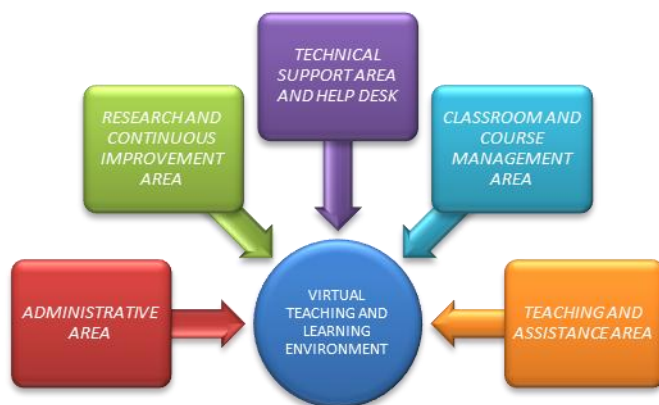 TECHNICAL
SUPPORT AREA
AND HELP DESK
RESEARCH AND
CONTINUOUS
IMPROVEMENT
AREA
CLASSROOM AND
COURSE
MANAGEMENT
AREA
ADMINISTRATIVE
AREA
VIRTUAL
TEACHING AND
LEARNING
ENVIRONMENT
TEACHING AND
ASSISTANCE AREA